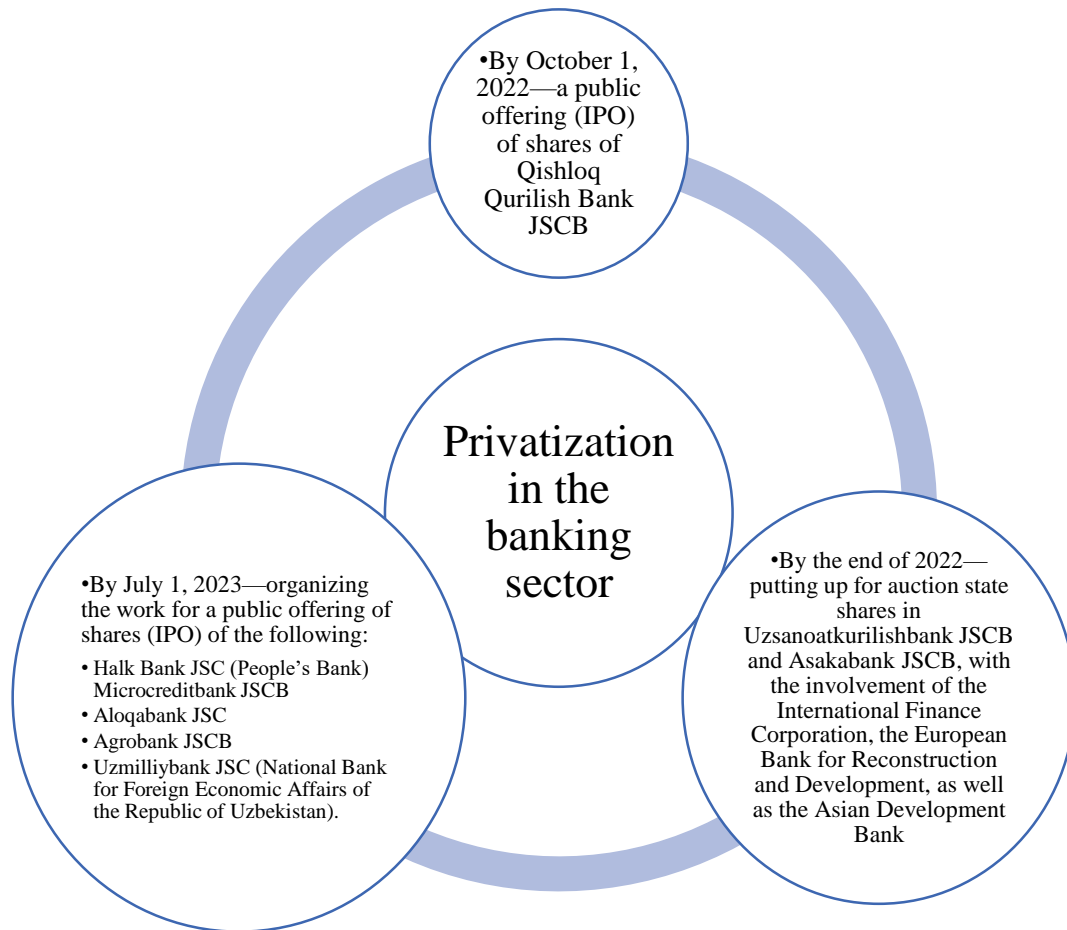 •By October 1,
2022—a public
offering (IPO)
of shares of
Qishloq
Qurilish Bank
JSCB
Privatization
in the
banking
sector
•By the end of 2022—
putting up for auction state
shares in
Uzsanoatkurilishbank JSCB
and Asakabank JSCB, with
the involvement of the
International Finance
Corporation, the European
Bank for Reconstruction
and Development, as well
as the Asian Development
Bank
•By July 1, 2023—organizing
the work for a public offering of
shares (IPO) of the following:
• Halk Bank JSC (People’s Bank)
Microcreditbank JSCB
• Aloqabank JSC
• Agrobank JSCB
• Uzmilliybank JSC (National Bank
for Foreign Economic Affairs of
the Republic of Uzbekistan).